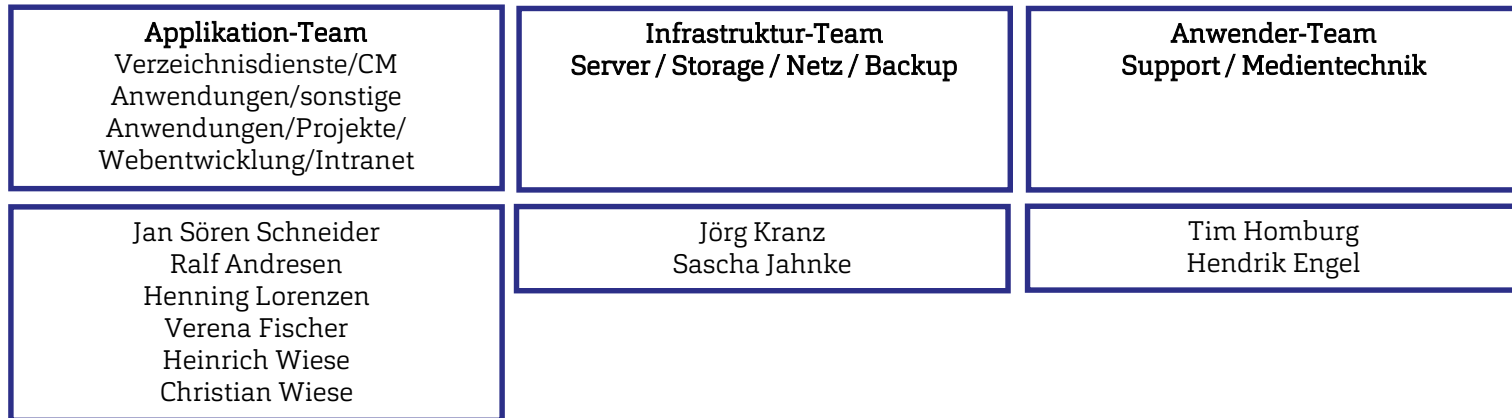 Applikation-Team
Verzeichnisdienste/CM
Anwendungen/sonstige
Anwendungen/Projekte/
Webentwicklung/Intranet
Infrastruktur-Team
Server / Storage / Netz / Backup
Anwender-Team
Support / Medientechnik
Jan Sören Schneider
Ralf Andresen
Henning Lorenzen
Verena Fischer
Heinrich Wiese
Christian Wiese
Jörg Kranz
Sascha Jahnke
Tim Homburg
Hendrik Engel